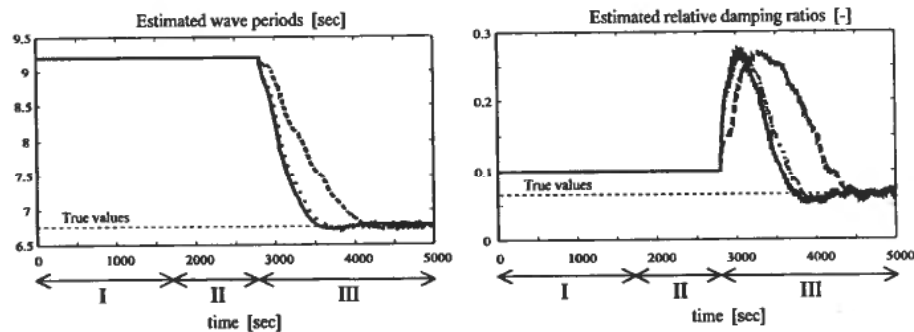 Estimated wave periods [sec]
9.5
9
8.5
8
7.5
7
6.5
True values
0 1000 2000 3000 4000 5000
I II III
time [sec]
Estimated relative damping ratios [-]
0.3
0.2
0.1
0
True values
0 1000 2000 3000 4000 5000
I II III
time [sec]